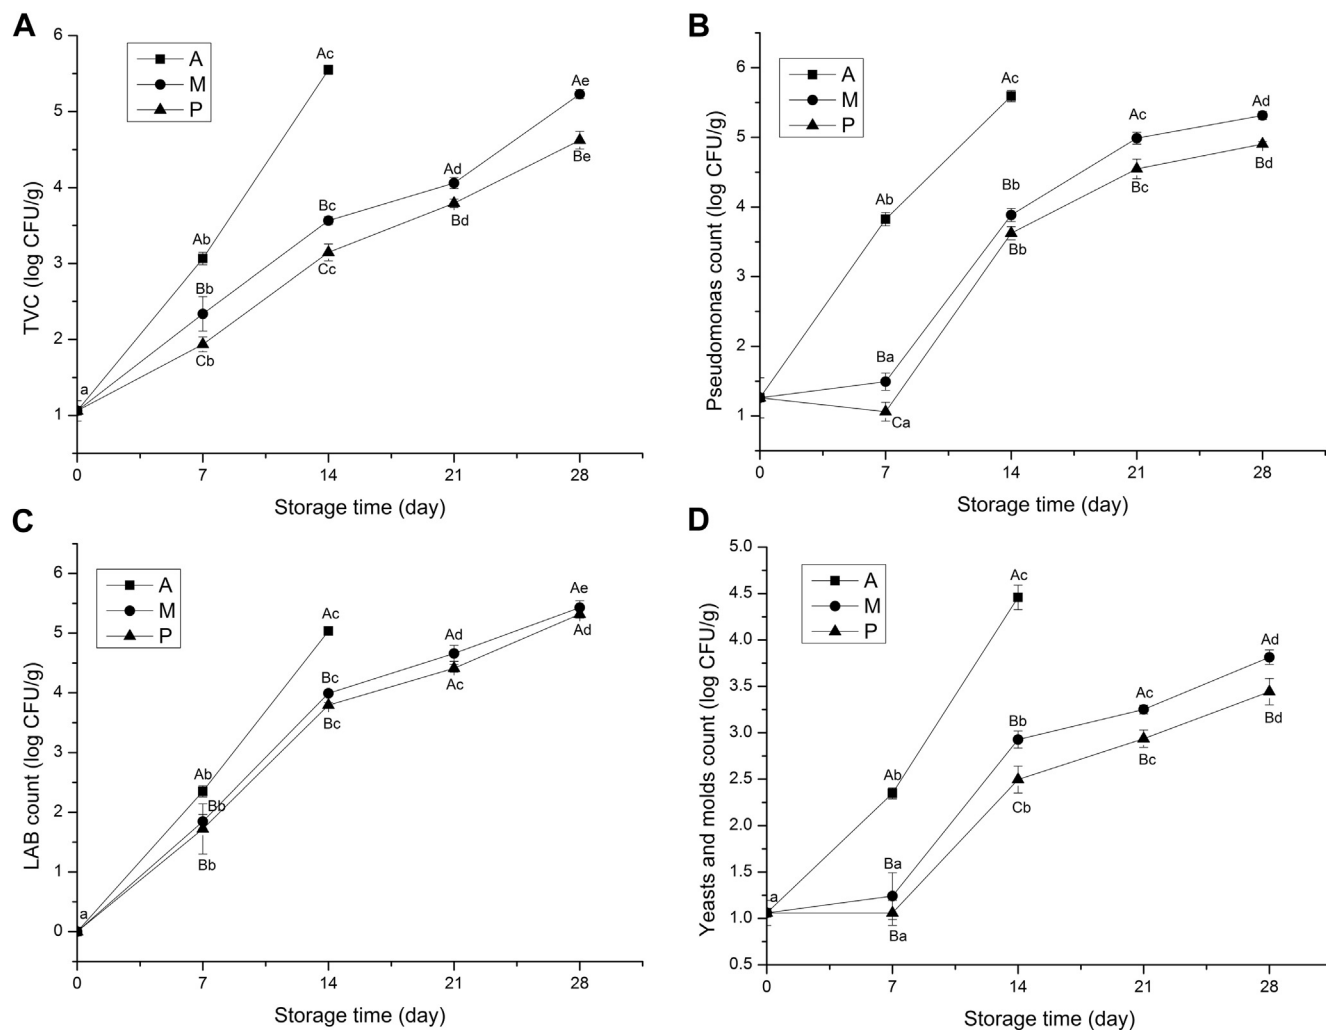 A
TVC (log CFU/g)
6
5
4
3
2
1
A
M
P
a
Ab
Bb
Cb
Ac
Bc
Cc
Ad
Bd
Ae
Be
0
7
14
21
28
Storage time (day)
B
Pseudomonas count (log CFU/g)
6
5
4
3
2
1
A
M
P
Ab
Ba
Ca
Ac
Bb
Bb
Ac
Bc
Ad
Bd
0
7
14
21
28
Storage time (day)
C
LAB count (log CFU/g)
6
5
4
3
2
1
0
A
M
P
a
Ab
Bb
Bb
Ac
Bc
Bc
Ad
Ac
Ae
Ad
0
7
14
21
28
Storage time (day)
D
Yeasts and molds count (log CFU/g)
5.0
4.5
4.0
3.5
3.0
2.5
2.0
1.5
1.0
0.5
A
M
P
a
Ab
Ba
Ba
Ac
Bb
Cb
Ac
Bc
Ad
Bd
0
7
14
21
28
Storage time (day)